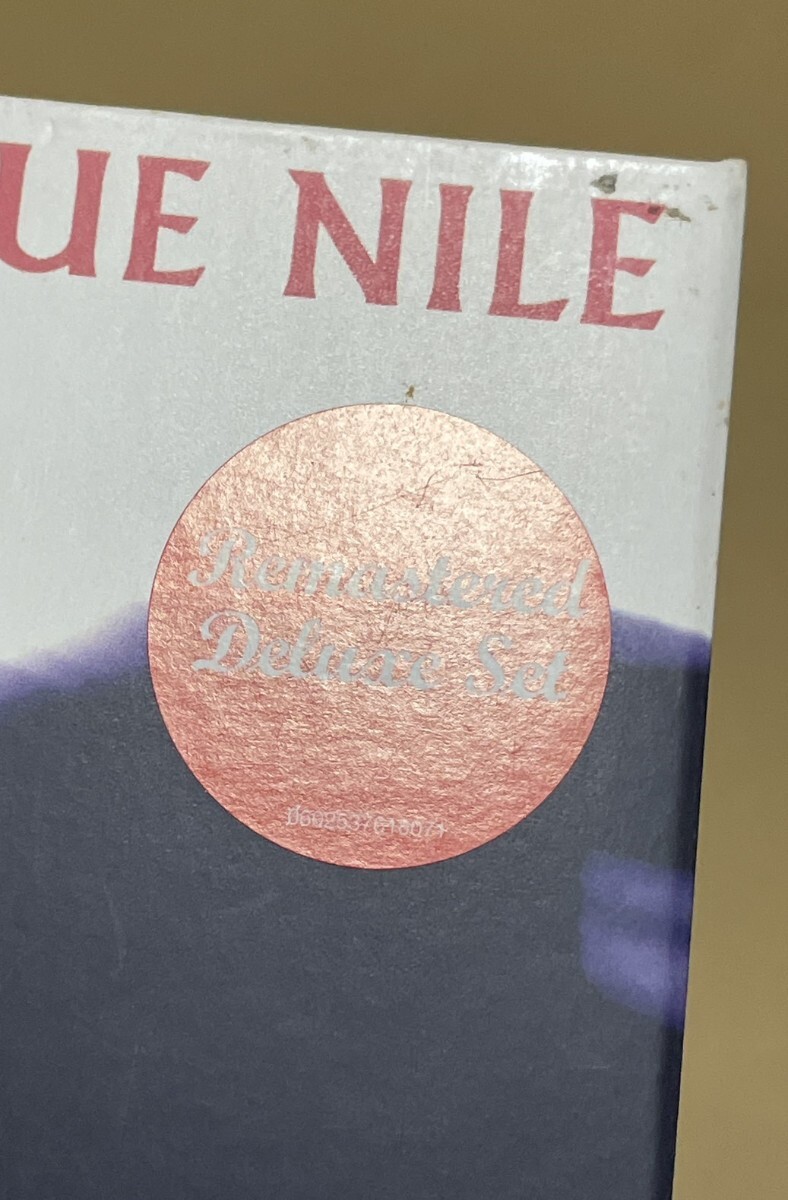 UE NILE
Remastered
Deluxe Set